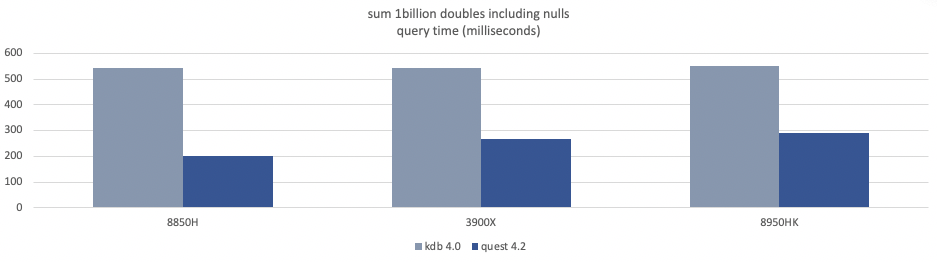 sum 1billion doubles including nulls
query time (milliseconds)
600
500
400
300
200
100
0
8850H 3900X 8950HK
kdb 4.0 quest 4.2